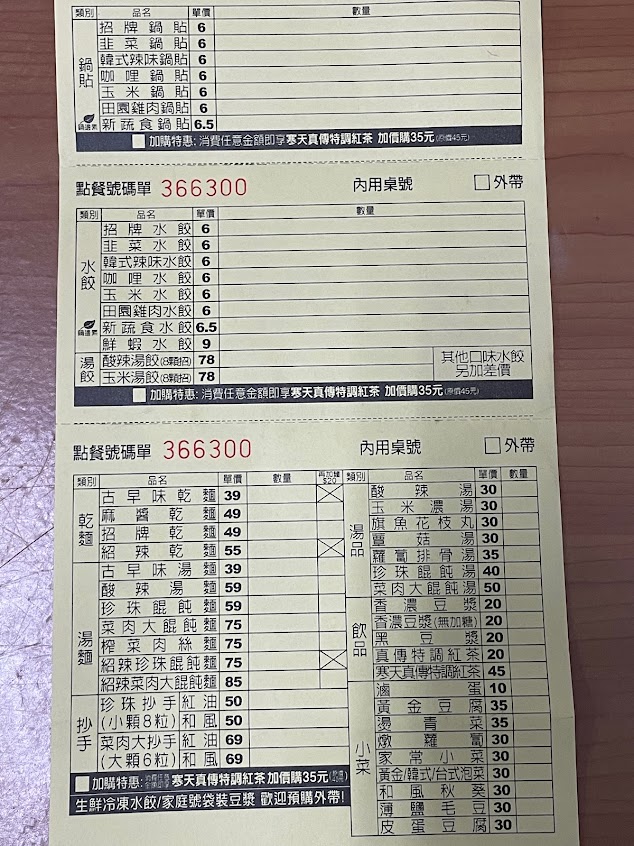 類別 品名 單價 數量
鍋貼
招牌鍋貼 6
韭菜鍋貼 6
韓式辣味鍋貼 6
咖哩鍋貼 6
玉米鍋貼 6
田園雞肉鍋貼 6
新蔬食鍋貼 6.5
加購特惠: 消費任意金額即享寒天真傳特調紅茶 加價購35元(原價45元)
點餐號碼單 366300 內用桌號 □外帶
類別 品名 單價 數量
水餃
招牌水餃 6
韭菜水餃 6
韓式辣味水餃 6
咖哩水餃 6
玉米水餃 6
田園雞肉水餃 6
新蔬食水餃 6.5
鮮蝦水餃 9
湯餃
酸辣湯餃(8顆招) 78
玉米湯餃(8顆招) 78
其他口味水餃
另加差價
加購特惠: 消費任意金額即享寒天真傳特調紅茶 加價購35元(原價45元)
點餐號碼單 366300 內用桌號 □外帶
類別 品名 單價 數量 再加麵$20
乾麵
古早味乾麵 39
麻醬乾麵 49
招牌乾麵 49
紹辣乾麵 55
湯麵
古早味湯麵 39
酸辣湯麵 59
珍珠餛飩麵 59
菜肉大餛飩麵 75
榨菜肉絲麵 75
紹辣珍珠餛飩麵 75
紹辣菜肉大餛飩麵 85
抄手
珍珠抄手 紅油 50
(小顆8粒) 和風 50
菜肉大抄手 紅油 69
(大顆6粒) 和風 69
加購特惠: 寒天真傳特調紅茶 加購價35元
生鮮冷凍水餃/家庭號袋裝豆漿 歡迎預購外帶!
類別 品名 單價 數量
湯品
酸辣湯 30
玉米濃湯 30
旗魚花枝丸 30
蕈菇湯 30
蘿蔔排骨湯 35
珍珠餛飩湯 40
菜肉大餛飩湯 50
飲品
香濃豆漿 20
香濃豆漿(無加糖) 20
黑豆漿 20
真傳特調紅茶 20
寒天真傳特調紅茶 45
小菜
滷蛋 10
黃金豆腐 35
燙青菜 35
燉蘿蔔 30
家常小菜 30
黃金/韓式/台式泡菜 30
和風秋葵 30
薄鹽毛豆 30
皮蛋豆腐 30